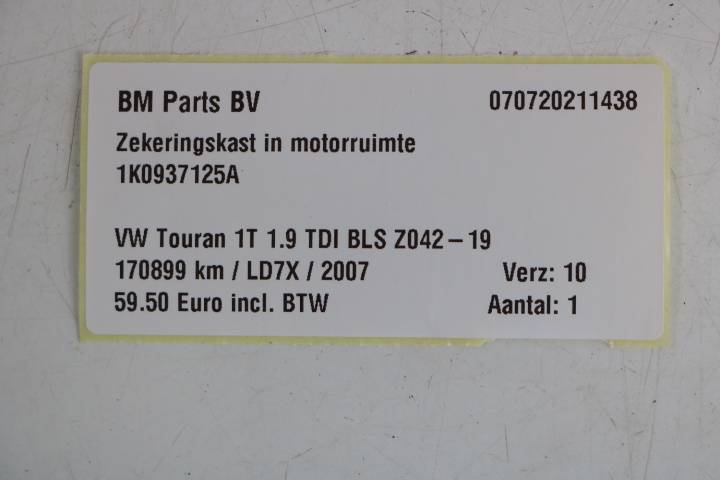 BM Parts BV 070720211438
Zekeringskast in motorruimte
1K0937125A
VW Touran 1T 1.9 TDI BLS Z042 – 19
170899 km / LD7X / 2007 Verz: 10
59.50 Euro incl. BTW Aantal: 1